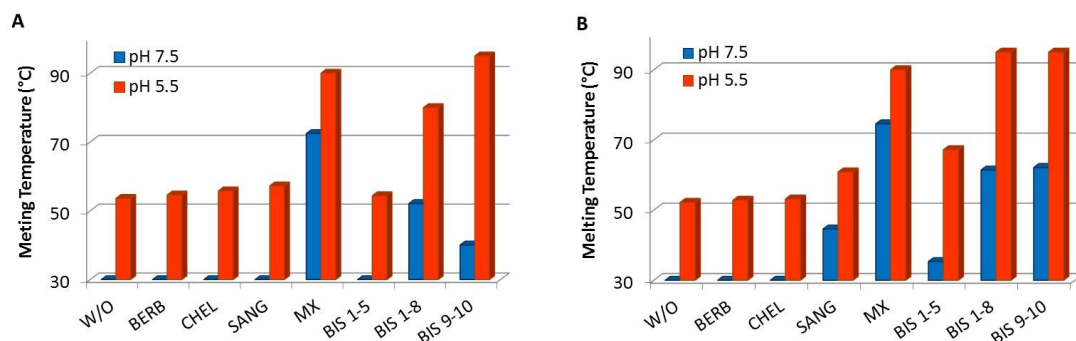 A
Meting Temperature (°C)
90
70
50
30
pH 7.5
pH 5.5
W/O
BERB
CHEL
SANG
MX
BIS 1-5
BIS 1-8
BIS 9-10
B
Melting Temperature (°C)
90
70
50
30
pH 7.5
pH 5.5
W/O
BERB
CHEL
SANG
MX
BIS 1-5
BIS 1-8
BIS 9-10